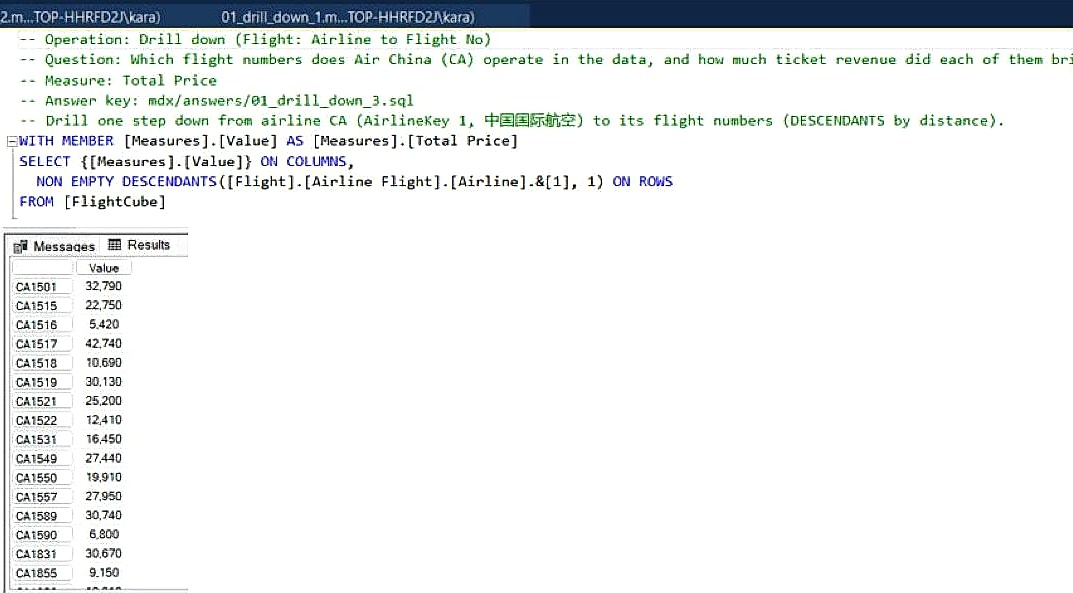 2.m...TOP-HHRFD2J\kara) 01_drill_down_1.m...TOP-HHRFD2J\kara)
-- Operation: Drill down (Flight: Airline to Flight No)
-- Question: Which flight numbers does Air China (CA) operate in the data, and how much ticket revenue did each of them bri
-- Measure: Total Price
-- Answer key: mdx/answers/01_drill_down_3.sql
-- Drill one step down from airline CA (AirlineKey 1, 中国国际航空) to its flight numbers (DESCENDANTS by distance).
WITH MEMBER [Measures].[Value] AS [Measures].[Total Price]
SELECT {[Measures].[Value]} ON COLUMNS,
NON EMPTY DESCENDANTS([Flight].[Airline Flight].[Airline].&[1], 1) ON ROWS
FROM [FlightCube]
Messages Results
Value
CA1501 32,790
CA1515 22,750
CA1516 5,420
CA1517 42,740
CA1518 10,690
CA1519 30,130
CA1521 25,200
CA1522 12,410
CA1531 16,450
CA1549 27,440
CA1550 19,910
CA1557 27,950
CA1589 30,740
CA1590 6,800
CA1831 30,670
CA1855 9,150